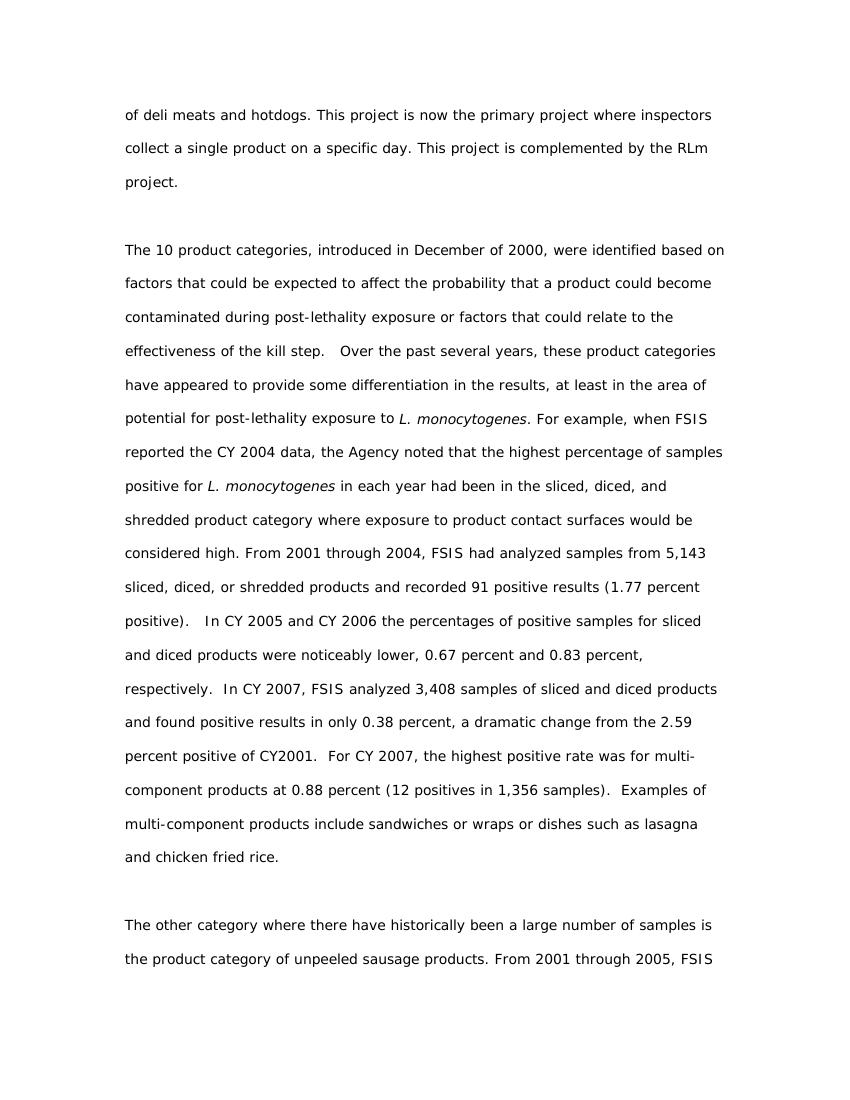 of deli meats and hotdogs. This project is now the primary project where inspectors
collect a single product on a specific day. This project is complemented by the RLm
project.
The 10 product categories, introduced in December of 2000, were identified based on
factors that could be expected to affect the probability that a product could become
contaminated during post-lethality exposure or factors that could relate to the
effectiveness of the kill step.   Over the past several years, these product categories
have appeared to provide some differentiation in the results, at least in the area of
potential for post-lethality exposure to L. monocytogenes. For example, when FSIS
reported the CY 2004 data, the Agency noted that the highest percentage of samples
positive for L. monocytogenes in each year had been in the sliced, diced, and
shredded product category where exposure to product contact surfaces would be
considered high. From 2001 through 2004, FSIS had analyzed samples from 5,143
sliced, diced, or shredded products and recorded 91 positive results (1.77 percent
positive).   In CY 2005 and CY 2006 the percentages of positive samples for sliced
and diced products were noticeably lower, 0.67 percent and 0.83 percent,
respectively.  In CY 2007, FSIS analyzed 3,408 samples of sliced and diced products
and found positive results in only 0.38 percent, a dramatic change from the 2.59
percent positive of CY2001.  For CY 2007, the highest positive rate was for multi-
component products at 0.88 percent (12 positives in 1,356 samples).  Examples of
multi-component products include sandwiches or wraps or dishes such as lasagna
and chicken fried rice.
The other category where there have historically been a large number of samples is
the product category of unpeeled sausage products. From 2001 through 2005, FSIS